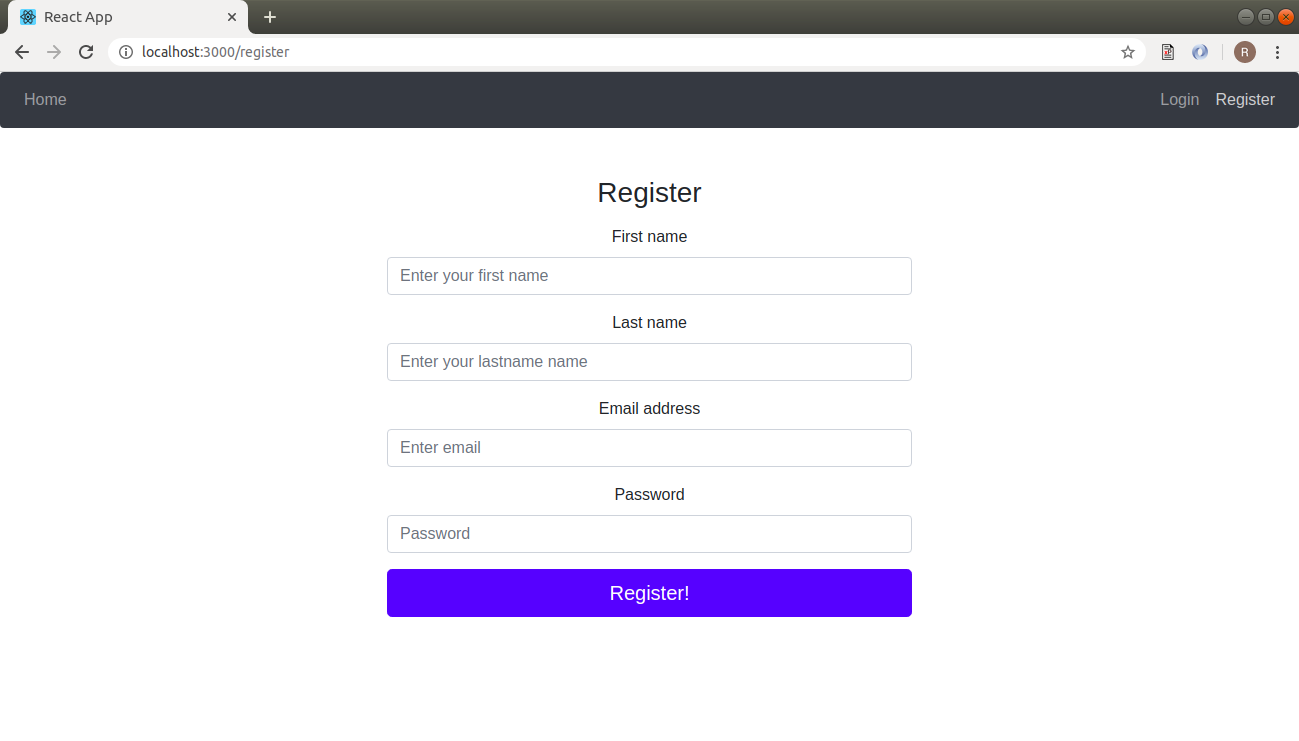 React App
localhost:3000/register
R
Home Login Register
Register
First name
Enter your first name
Last name
Enter your lastname name
Email address
Enter email
Password
Password
Register!